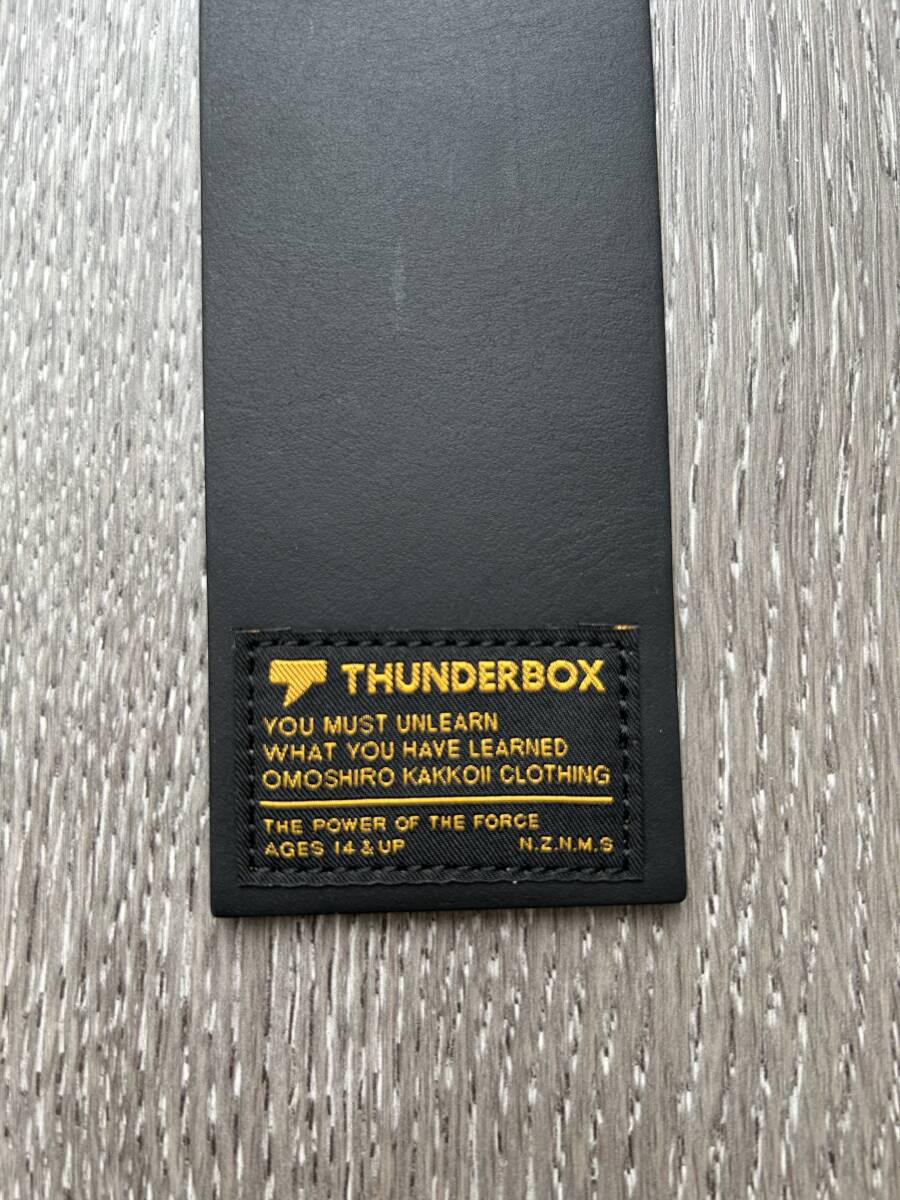 THUNDERBOX
YOU MUST UNLEARN
WHAT YOU HAVE LEARNED
OMOSHIRO KAKKOII CLOTHING
THE POWER OF THE FORCE
AGES 14 & UP N.Z.N.M.S